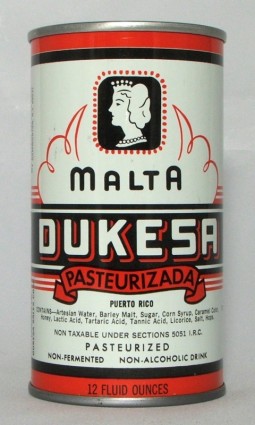 MALTA
DUKESA
PASTEURIZADA
PUERTO RICO
CONTAINS—Artesian Water, Barley Malt, Sugar, Corn Syrup, Caramel Color,
Honey, Lactic Acid, Tartaric Acid, Tannic Acid, Licorice, Salt, Hops.
NON TAXABLE UNDER SECTIONS 5051 I.R.C.
PASTEURIZED
NON-FERMENTED NON-ALCOHOLIC DRINK
12 FLUID OUNCES